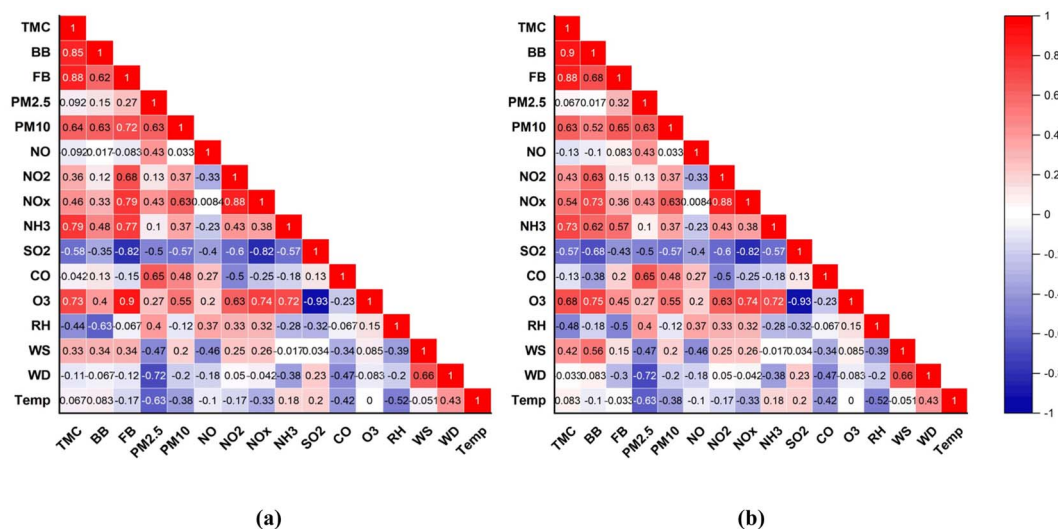 TMC 1
BB 0.85 1
FB 0.88 0.62 1
PM2.5 0.092 0.15 0.27 1
PM10 0.64 0.63 0.72 0.63 1
NO -0.092 0.017 -0.083 0.43 0.033 1
NO2 0.36 0.12 0.68 0.13 0.37 -0.33 1
NOx 0.46 0.33 0.79 0.43 0.63 0.0084 0.88 1
NH3 0.79 0.48 0.77 0.1 0.37 -0.23 0.43 0.38 1
SO2 -0.58 -0.35 -0.82 -0.5 -0.57 -0.4 -0.6 -0.82 -0.57 1
CO 0.042 0.13 -0.15 0.65 0.48 0.27 -0.5 -0.25 -0.18 0.13 1
O3 0.73 0.4 0.9 0.27 0.55 0.2 0.63 0.74 0.72 -0.93 -0.23 1
RH -0.44 -0.63 -0.067 0.4 -0.12 0.37 0.33 0.32 -0.28 -0.32 -0.067 0.15 1
WS 0.33 0.34 0.34 -0.47 0.2 -0.46 0.25 0.26 -0.017 0.034 -0.34 0.085 -0.39 1
WD -0.11 -0.067 -0.12 -0.72 -0.2 -0.18 0.05 -0.042 -0.38 0.23 -0.47 -0.083 -0.2 0.66 1
Temp 0.067 0.083 -0.17 -0.63 -0.38 -0.1 -0.17 -0.33 0.18 0.2 -0.42 0 -0.52 -0.051 0.43 1
TMC BB FB PM2.5 PM10 NO NO2 NOx NH3 SO2 CO O3 RH WS WD Temp
(a)
TMC 1
BB 0.9 1
FB 0.88 0.68 1
PM2.5 0.067 0.017 0.32 1
PM10 0.63 0.52 0.65 0.63 1
NO -0.13 -0.1 0.083 0.43 0.033 1
NO2 0.43 0.63 0.15 0.13 0.37 -0.33 1
NOx 0.54 0.73 0.36 0.43 0.63 0.0084 0.88 1
NH3 0.73 0.62 0.57 0.1 0.37 -0.23 0.43 0.38 1
SO2 -0.57 -0.68 -0.43 -0.5 -0.57 -0.4 -0.6 -0.82 -0.57 1
CO -0.13 -0.38 0.2 0.65 0.48 0.27 -0.5 -0.25 -0.18 0.13 1
O3 0.68 0.75 0.45 0.27 0.55 0.2 0.63 0.74 0.72 -0.93 -0.23 1
RH -0.48 -0.18 -0.5 0.4 -0.12 0.37 0.33 0.32 -0.28 -0.32 -0.067 0.15 1
WS 0.42 0.56 0.15 -0.47 0.2 -0.46 0.25 0.26 -0.017 0.034 -0.34 0.085 -0.39 1
WD 0.033 0.083 -0.3 -0.72 -0.2 -0.18 0.05 -0.042 -0.38 0.23 -0.47 -0.083 -0.2 0.66 1
Temp 0.083 -0.1 -0.033 -0.63 -0.38 -0.1 -0.17 -0.33 0.18 0.2 -0.42 0 -0.52 -0.051 0.43 1
TMC BB FB PM2.5 PM10 NO NO2 NOx NH3 SO2 CO O3 RH WS WD Temp
(b)
1
0.8
0.6
0.4
0.2
0
-0.2
-0.4
-0.6
-0.8
-1